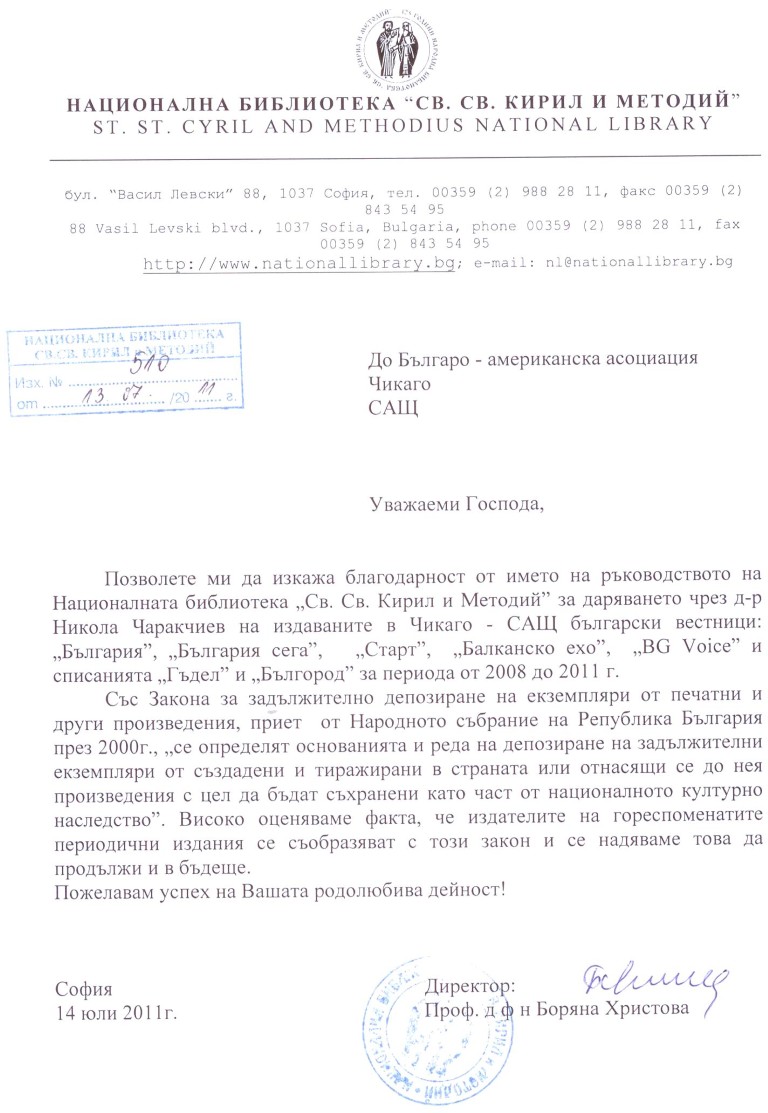 НАЦИОНАЛНА БИБЛИОТЕКА “СВ. СВ. КИРИЛ И МЕТОДИЙ”
ST. ST. CYRIL AND METHODIUS NATIONAL LIBRARY
бул. “Васил Левски” 88, 1037 София, тел. 00359 (2) 988 28 11, факс 00359 (2)
843 54 95
88 Vasil Levski blvd., 1037 Sofia, Bulgaria, phone 00359 (2) 988 28 11, fax
00359 (2) 843 54 95
http://www.nationallibrary.bg; e-mail: nl@nationallibrary.bg
НАЦИОНАЛНА БИБЛИОТЕКА
СВ.СВ. КИРИЛ и МЕТОДИЙ
Изх. № 510
от 13. 07. /20 11 г.
До Българо - американска асоциация
Чикаго
САЩ
Уважаеми Господа,
Позволете ми да изкажа благодарност от името на ръководството на
Националната библиотека „Св. Св. Кирил и Методий” за даряването чрез д-р
Никола Чаракчиев на издаваните в Чикаго - САЩ български вестници:
„България”, „България сега”, „Старт”, „Балканско ехо”, „BG Voice” и
списанията „Гъдел” и „Българод” за периода от 2008 до 2011 г.
Със Закона за задължително депозиране на екземпляри от печатни и
други произведения, приет от Народното събрание на Република България
през 2000г., „се определят основанията и реда на депозиране на задължителни
екземпляри от създадени и тиражирани в страната или отнасящи се до нея
произведения с цел да бъдат съхранени като част от националното културно
наследство”. Високо оценяваме факта, че издателите на гореспоменатите
периодични издания се съобразяват с този закон и се надяваме това да
продължи и в бъдеще.
Пожелавам успех на Вашата родолюбива дейност!
София
14 юли 2011г.
Директор:
Проф. д ф н Боряна Христова